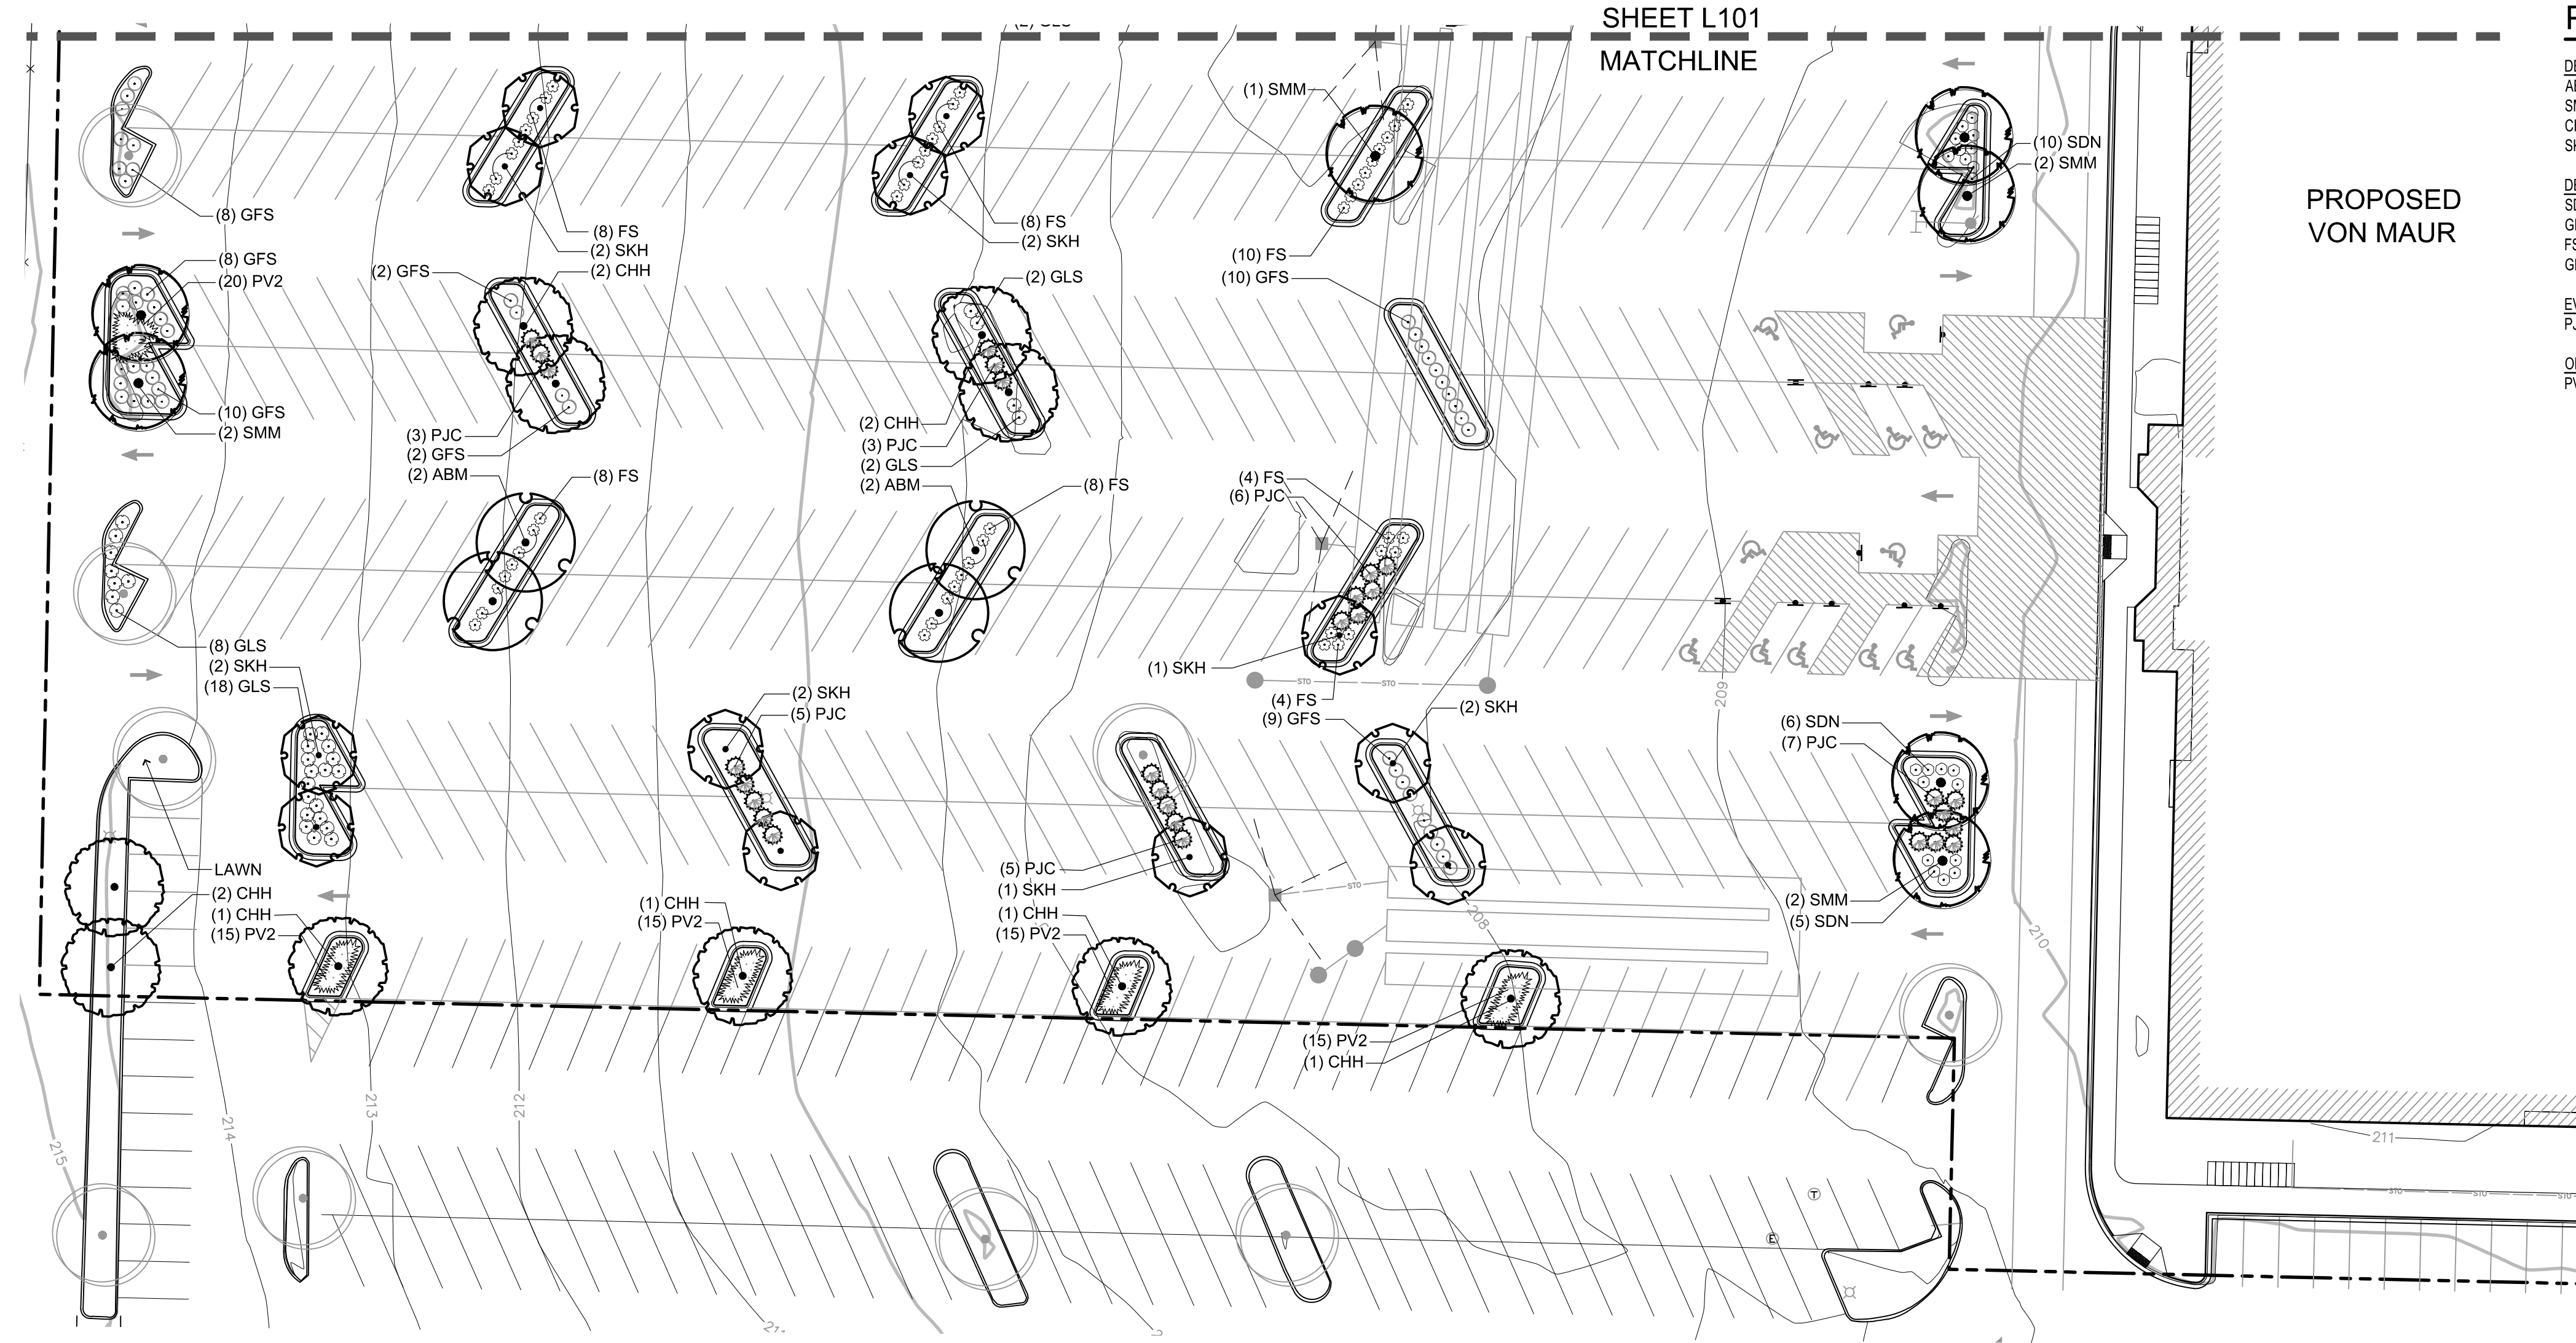 SHEET L101
MATCHLINE
(1) SMM
(10) SDN
(2) SMM
PROPOSED
VON MAUR
(8) GFS
(8) FS
(2) SKH
(8) FS
(2) SKH
(10) FS
(8) GFS
(20) PV2
(2) GFS
(2) CHH
(2) GLS
(10) GFS
(10) GFS
(2) SMM
(3) PJC
(2) GFS
(2) ABM
(8) FS
(2) CHH
(3) PJC
(2) GLS
(2) ABM
(8) FS
(4) FS
(6) PJC
(8) GLS
(2) SKH
(18) GLS
(2) SKH
(5) PJC
(1) SKH
STO
STO
(4) FS
(9) GFS
(2) SKH
209
(6) SDN
(7) PJC
LAWN
(2) CHH
(1) CHH
(15) PV2
(1) CHH
(15) PV2
(5) PJC
(1) SKH
(1) CHH
(15) PV2
STO
208
(2) SMM
(5) SDN
210
(15) PV2
(1) CHH
215
214
213
212
211
T
E
STO
STO
STO